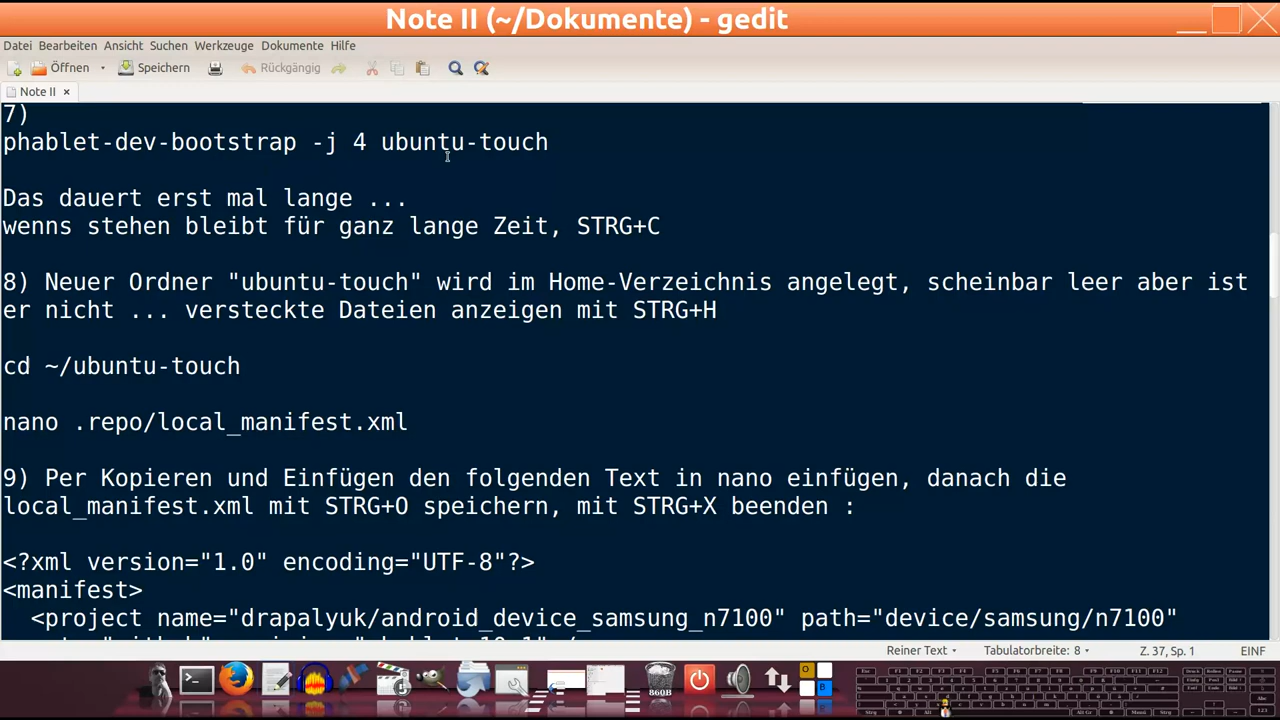 Note II (~/Dokumente) - gedit
Datei Bearbeiten Ansicht Suchen Werkzeuge Dokumente Hilfe
Öffnen Speichern Rückgängig
Note II ×
7)
phablet-dev-bootstrap -j 4 ubuntu-touch
Das dauert erst mal lange ...
wenns stehen bleibt für ganz lange Zeit, STRG+C
8) Neuer Ordner "ubuntu-touch" wird im Home-Verzeichnis angelegt, scheinbar leer aber ist
er nicht ... versteckte Dateien anzeigen mit STRG+H
cd ~/ubuntu-touch
nano .repo/local_manifest.xml
9) Per Kopieren und Einfügen den folgenden Text in nano einfügen, danach die
local_manifest.xml mit STRG+O speichern, mit STRG+X beenden :
<?xml version="1.0" encoding="UTF-8"?>
<manifest>
<project name="drapalyuk/android_device_samsung_n7100" path="device/samsung/n7100"
Reiner Text Tabulatorbreite: 8 Z. 37, Sp. 1 EINF
860B
O
B